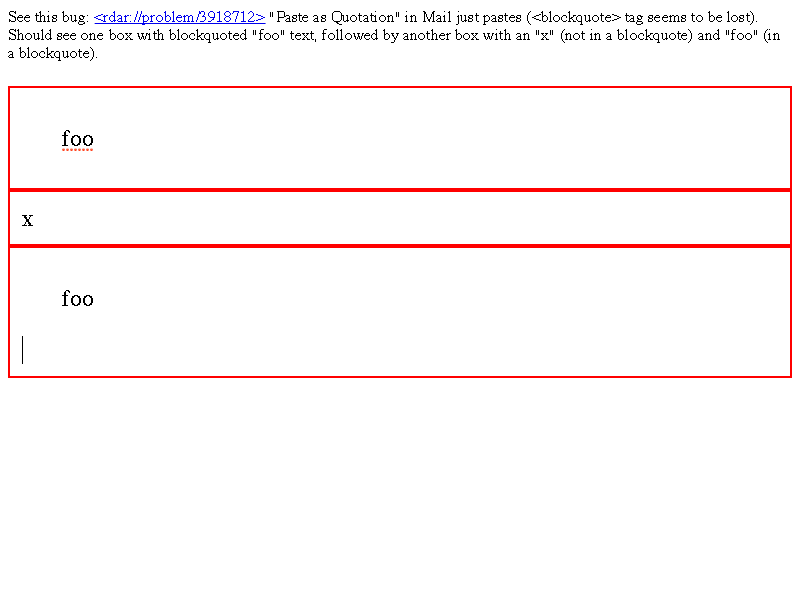 See this bug: <rdar://problem/3918712> "Paste as Quotation" in Mail just pastes (<blockquote> tag seems to be lost).
Should see one box with blockquoted "foo" text, followed by another box with an "x" (not in a blockquote) and "foo" (in
a blockquote).
foo
x
foo